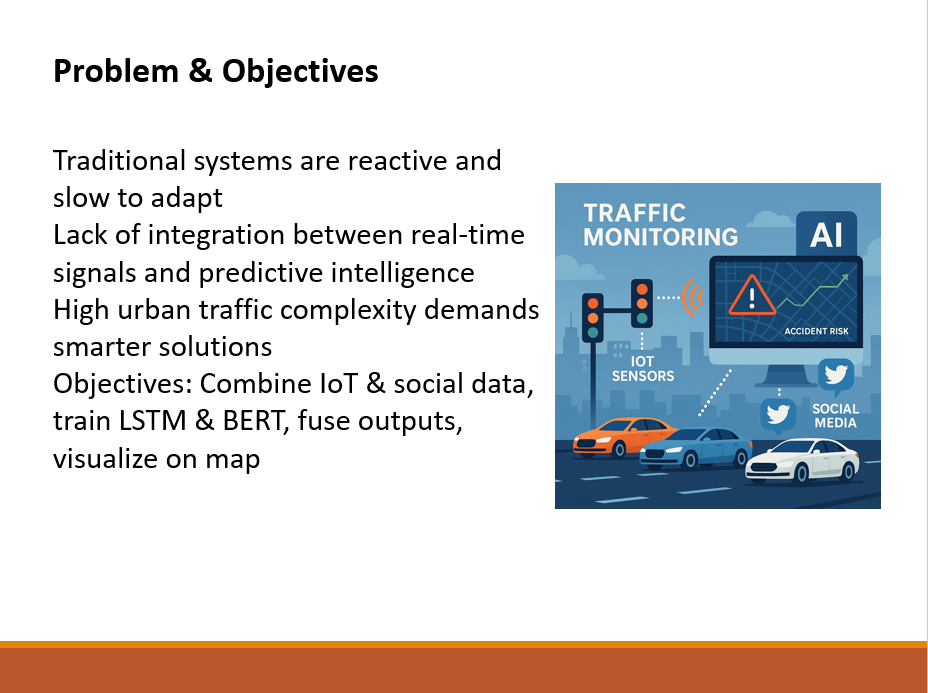 Problem & Objectives
Traditional systems are reactive and
slow to adapt
Lack of integration between real-time
signals and predictive intelligence
High urban traffic complexity demands
smarter solutions
Objectives: Combine IoT & social data,
train LSTM & BERT, fuse outputs,
visualize on map
TRAFFIC
MONITORING
AI
!
ACCIDENT RISK
IOT
SENSORS
SOCIAL
MEDIA